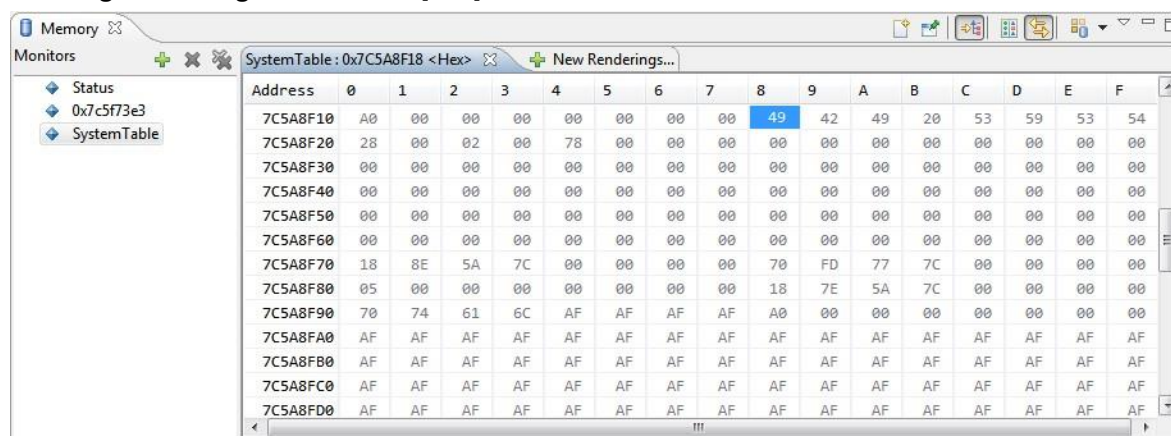 Memory
Monitors
Status
0x7c5f73e3
SystemTable
SystemTable : 0x7C5A8F18 <Hex>
New Renderings...
Address 0 1 2 3 4 5 6 7 8 9 A B C D E F
7C5A8F10 A0 00 00 00 00 00 00 00 49 42 49 20 53 59 53 54
7C5A8F20 28 00 02 00 78 00 00 00 00 00 00 00 00 00 00 00
7C5A8F30 00 00 00 00 00 00 00 00 00 00 00 00 00 00 00 00
7C5A8F40 00 00 00 00 00 00 00 00 00 00 00 00 00 00 00 00
7C5A8F50 00 00 00 00 00 00 00 00 00 00 00 00 00 00 00 00
7C5A8F60 00 00 00 00 00 00 00 00 00 00 00 00 00 00 00 00
7C5A8F70 18 8E 5A 7C 00 00 00 00 70 FD 77 7C 00 00 00 00
7C5A8F80 05 00 00 00 00 00 00 00 18 7E 5A 7C 00 00 00 00
7C5A8F90 70 74 61 6C AF AF AF AF A0 00 00 00 00 00 00 00
7C5A8FA0 AF AF AF AF AF AF AF AF AF AF AF AF AF AF AF AF
7C5A8FB0 AF AF AF AF AF AF AF AF AF AF AF AF AF AF AF AF
7C5A8FC0 AF AF AF AF AF AF AF AF AF AF AF AF AF AF AF AF
7C5A8FD0 AF AF AF AF AF AF AF AF AF AF AF AF AF AF AF AF